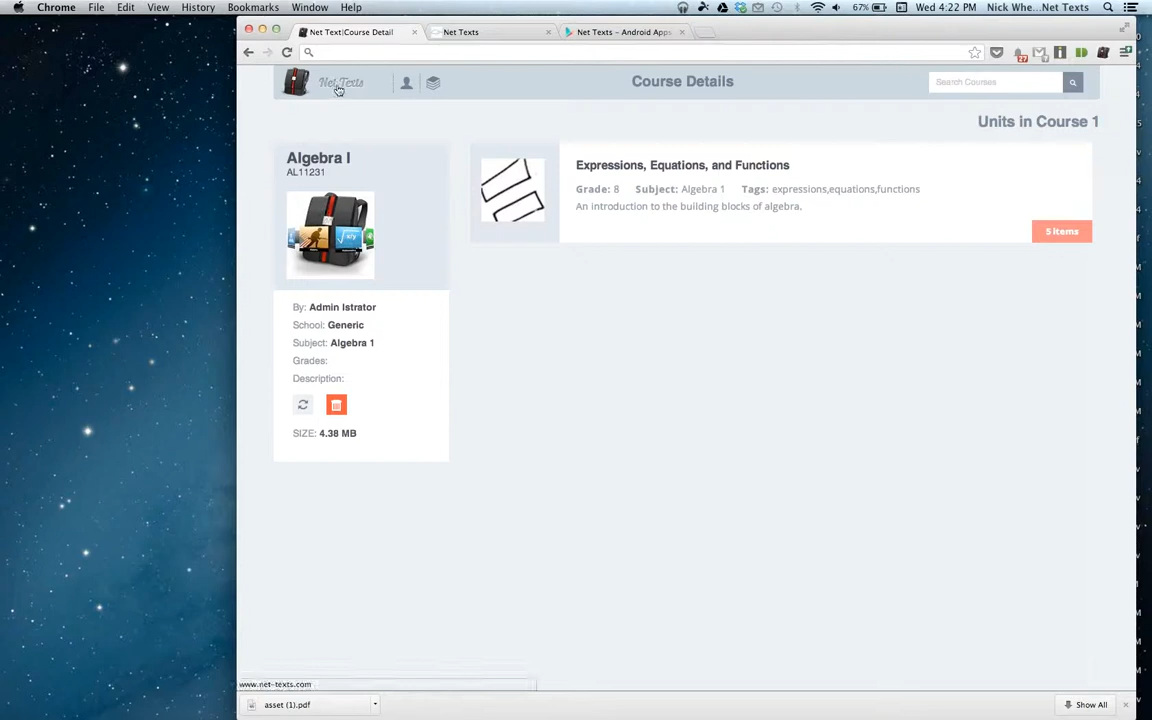 Chrome File Edit View History Bookmarks Window Help
67% Wed 4:22 PM Nick Whe...Net Texts
Net Text|Course Detail
Net Texts
Net Texts – Android Apps
27
Net Texts
Course Details
Search Courses
Units in Course 1
Algebra I
AL11231
x/y
By: Admin Istrator
School: Generic
Subject: Algebra 1
Grades:
Description:
SIZE: 4.38 MB
Expressions, Equations, and Functions
Grade: 8 Subject: Algebra 1 Tags: expressions,equations,functions
An introduction to the building blocks of algebra.
5 Items
www.net-texts.com
asset (1).pdf
Show All